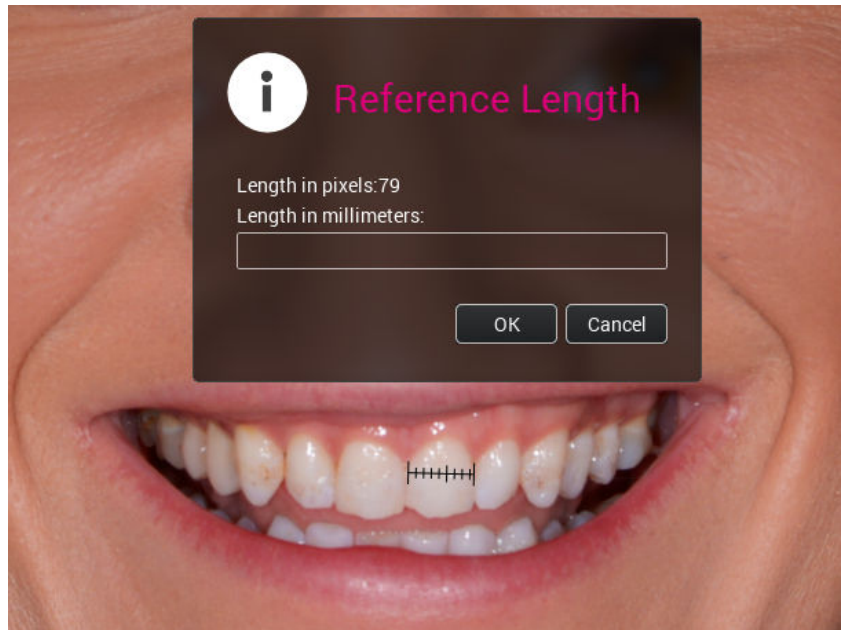 i
Reference Length
Length in pixels:79
Length in millimeters:
OK Cancel